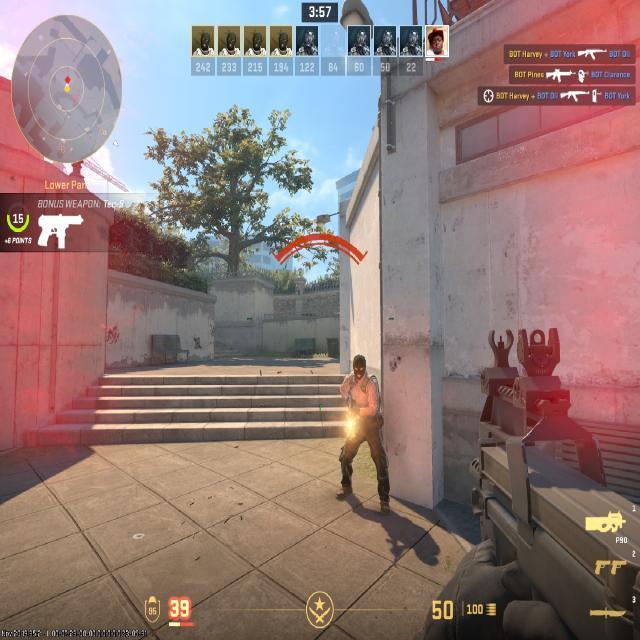 3:57
242 233 215 194 122 84 60 50 22
BOT Harvey + BOT York BOT Oli
BOT Pines BOT Clarence
BOT Harvey + BOT Oli BOT York
Lower Par
BONUS WEAPON: Tec-9
15
+6 POINTS
1
P90
2
3
96 39
50 100